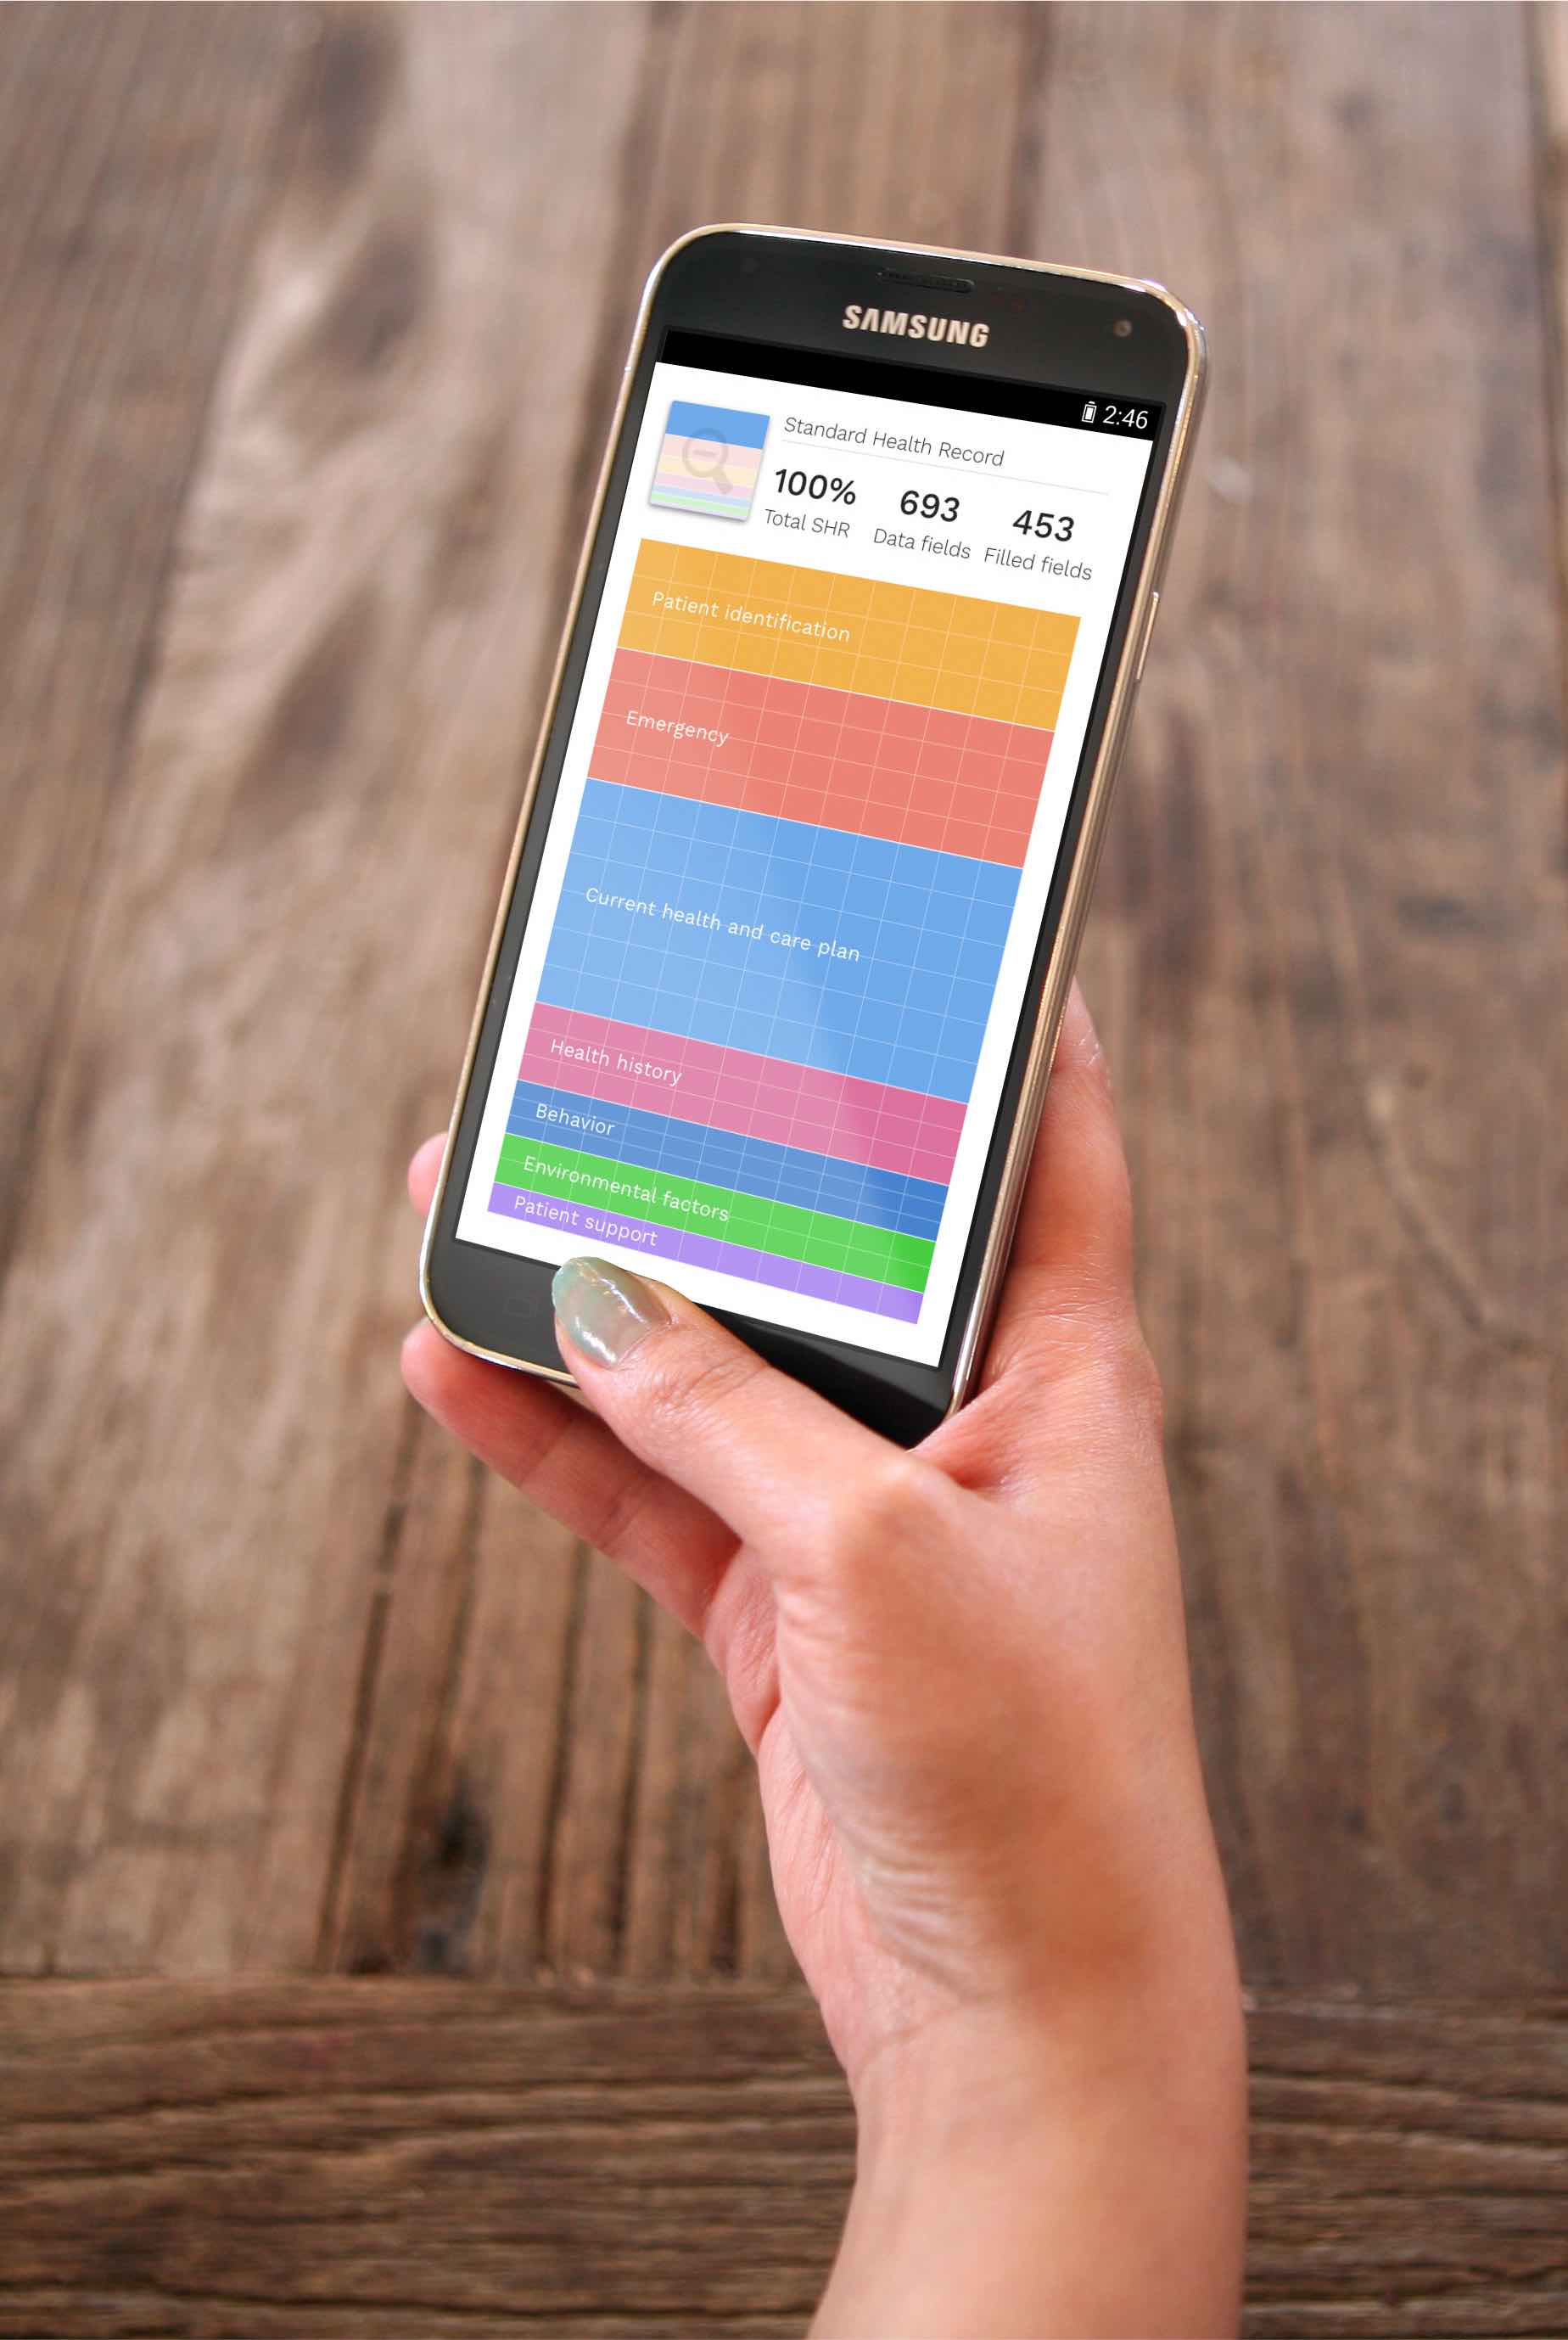 SAMSUNG
2:46
Standard Health Record
100% 693 453
Total SHR Data fields Filled fields
Patient identification
Emergency
Current health and care plan
Health history
Behavior
Environmental factors
Patient support